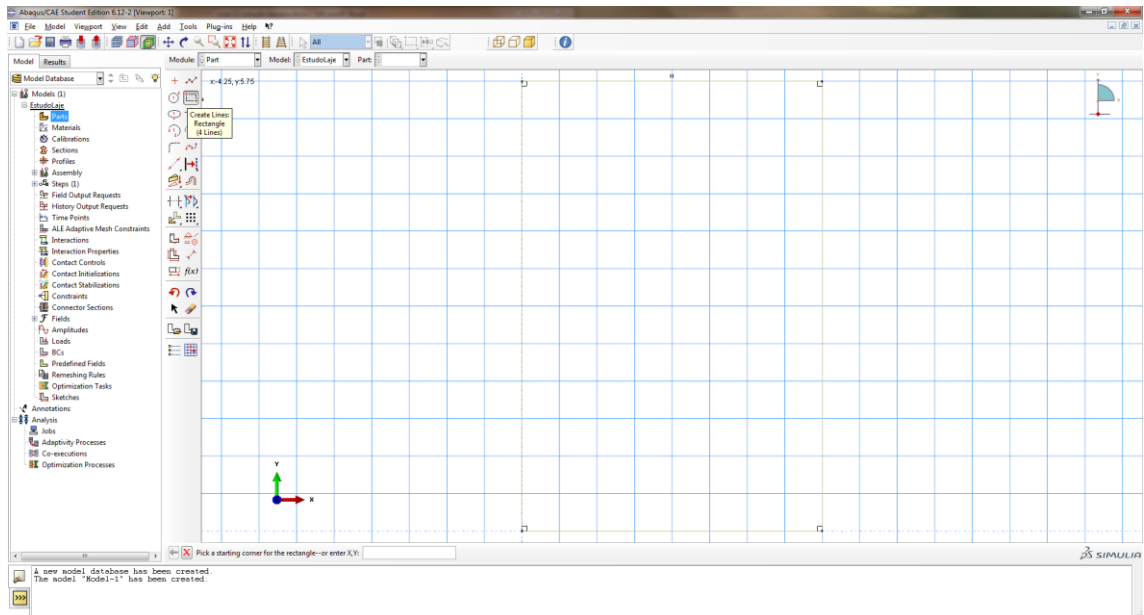 Abaqus/CAE Student Edition 6.12-2 [Viewport: 1]
File Model Viewport View Edit Add Tools Plug-ins Help
All
Model Results
Module: Part Model: EstudoLaje Part:
Model Database
x:-4.25, y:5.75
H
Y
X
Models (1)
EstudoLaje
Parts
Create Lines:
Rectangle
(4 Lines)
Materials
Calibrations
Sections
Profiles
Assembly
Steps (1)
Field Output Requests
History Output Requests
Time Points
ALE Adaptive Mesh Constraints
Interactions
Interaction Properties
Contact Controls
f(x)
Contact Initializations
Contact Stabilizations
Constraints
Connector Sections
Fields
Amplitudes
Loads
BCs
Predefined Fields
Remeshing Rules
Optimization Tasks
Sketches
Annotations
Analysis
Jobs
Adaptivity Processes
Co-executions
Optimization Processes
Y
X
Pick a starting corner for the rectangle--or enter X,Y:
SIMULIA
A new model database has been created.
The model "Model-1" has been created.
>>>